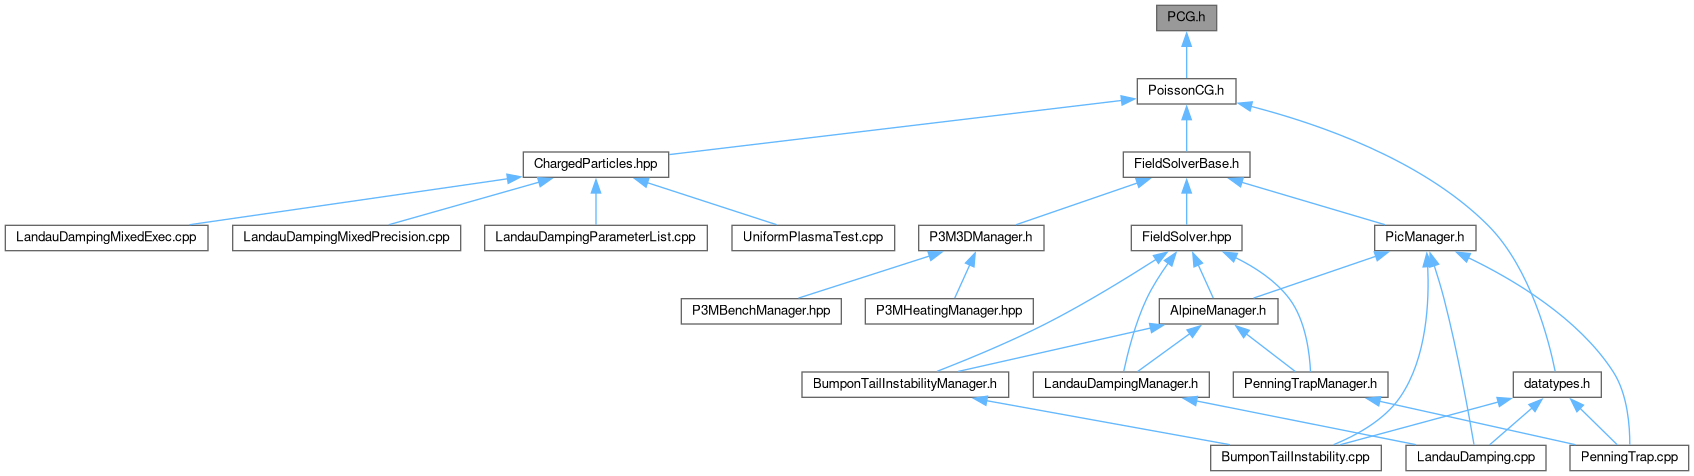 PCG.h
PoissonCG.h
ChargedParticles.hpp
FieldSolverBase.h
LandauDampingMixedExec.cpp
LandauDampingMixedPrecision.cpp
LandauDampingParameterList.cpp
UniformPlasmaTest.cpp
P3M3DManager.h
FieldSolver.hpp
PicManager.h
P3MBenchManager.hpp
P3MHeatingManager.hpp
AlpineManager.h
BumponTailInstabilityManager.h
LandauDampingManager.h
PenningTrapManager.h
datatypes.h
BumponTailInstability.cpp
LandauDamping.cpp
PenningTrap.cpp